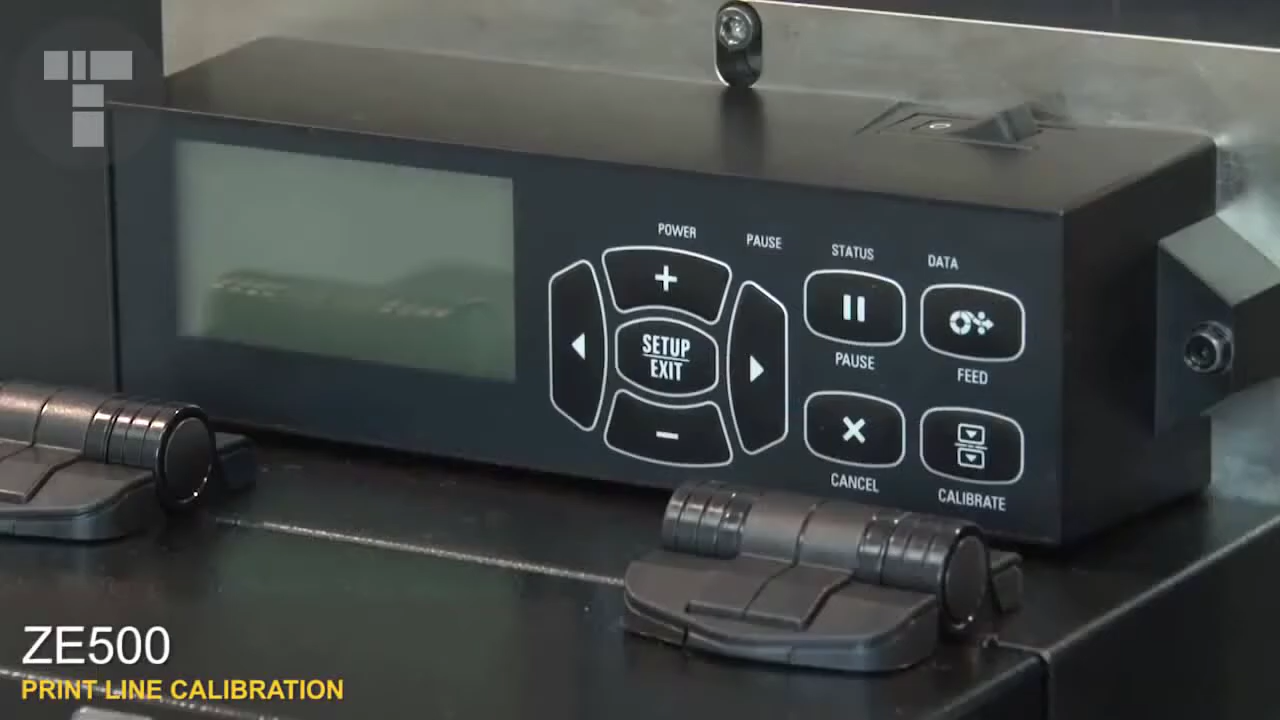 POWER
PAUSE
STATUS
DATA
SETUP
EXIT
PAUSE
FEED
CANCEL
CALIBRATE
ZE500
PRINT LINE CALIBRATION